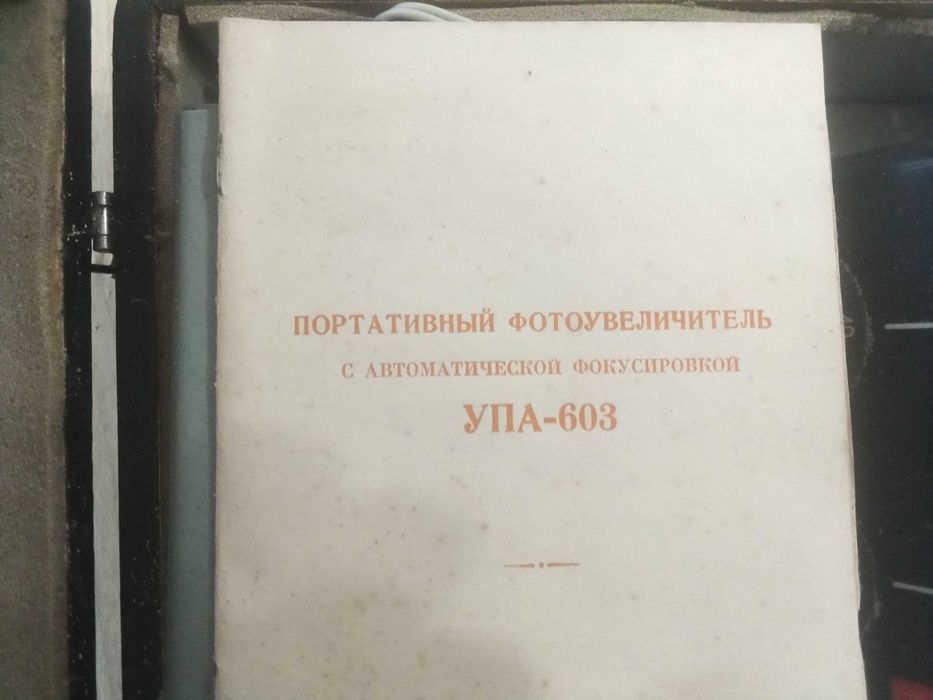 ПОРТАТИВНЫЙ ФОТОУВЕЛИЧИТЕЛЬ
С АВТОМАТИЧЕСКОЙ ФОКУСИРОВКОЙ
УПА-603